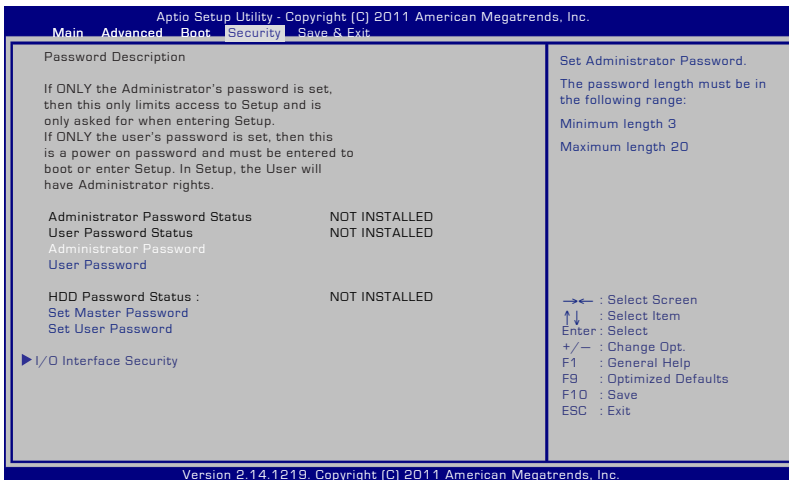 Aptio Setup Utility - Copyright (C) 2011 American Megatrends, Inc.
Main Advanced Boot Security Save & Exit
Password Description
If ONLY the Administrator's password is set,
then this only limits access to Setup and is
only asked for when entering Setup.
If ONLY the user's password is set, then this
is a power on password and must be entered to
boot or enter Setup. In Setup, the User will
have Administrator rights.
Administrator Password Status NOT INSTALLED
User Password Status NOT INSTALLED
Administrator Password
User Password
HDD Password Status : NOT INSTALLED
Set Master Password
Set User Password
▶I/O Interface Security
Set Administrator Password.
The password length must be in
the following range:
Minimum length 3
Maximum length 20
→← : Select Screen
↑↓ : Select Item
Enter : Select
+/— : Change Opt.
F1 : General Help
F9 : Optimized Defaults
F10 : Save
ESC : Exit
Version 2.14.1219. Copyright (C) 2011 American Megatrends, Inc.